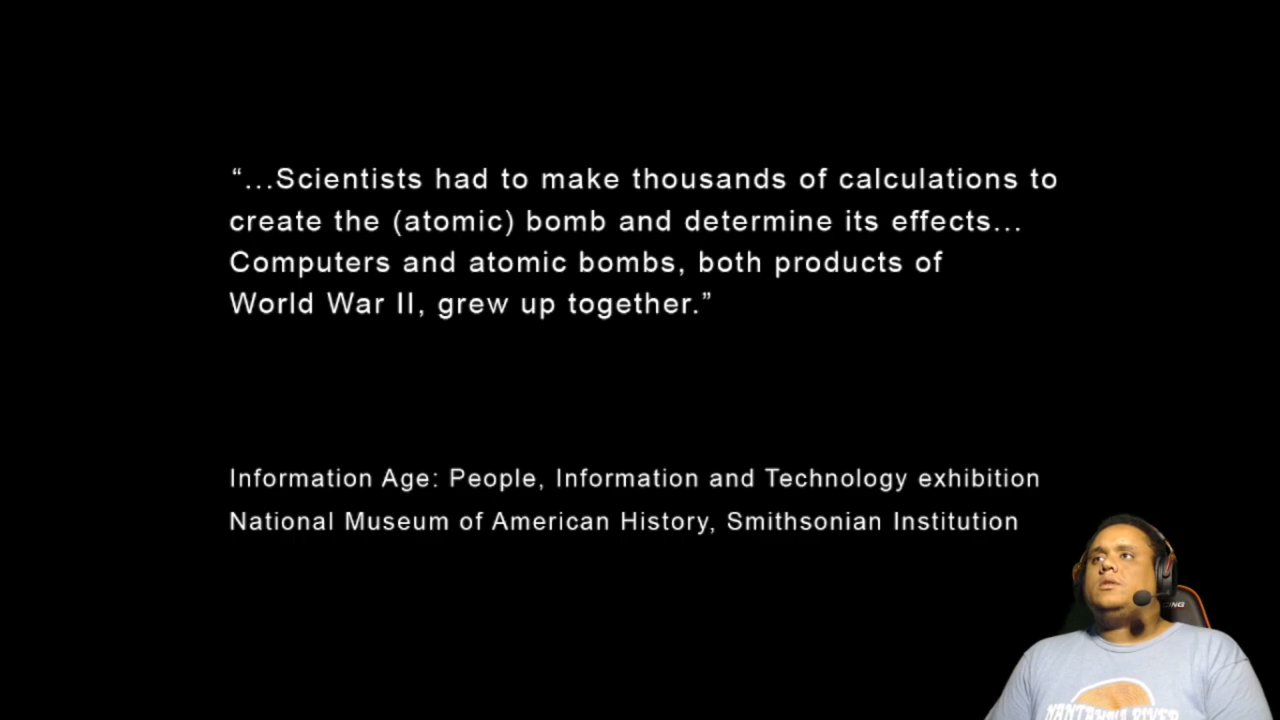 “...Scientists had to make thousands of calculations to
create the (atomic) bomb and determine its effects...
Computers and atomic bombs, both products of
World War II, grew up together.”
Information Age: People, Information and Technology exhibition
National Museum of American History, Smithsonian Institution